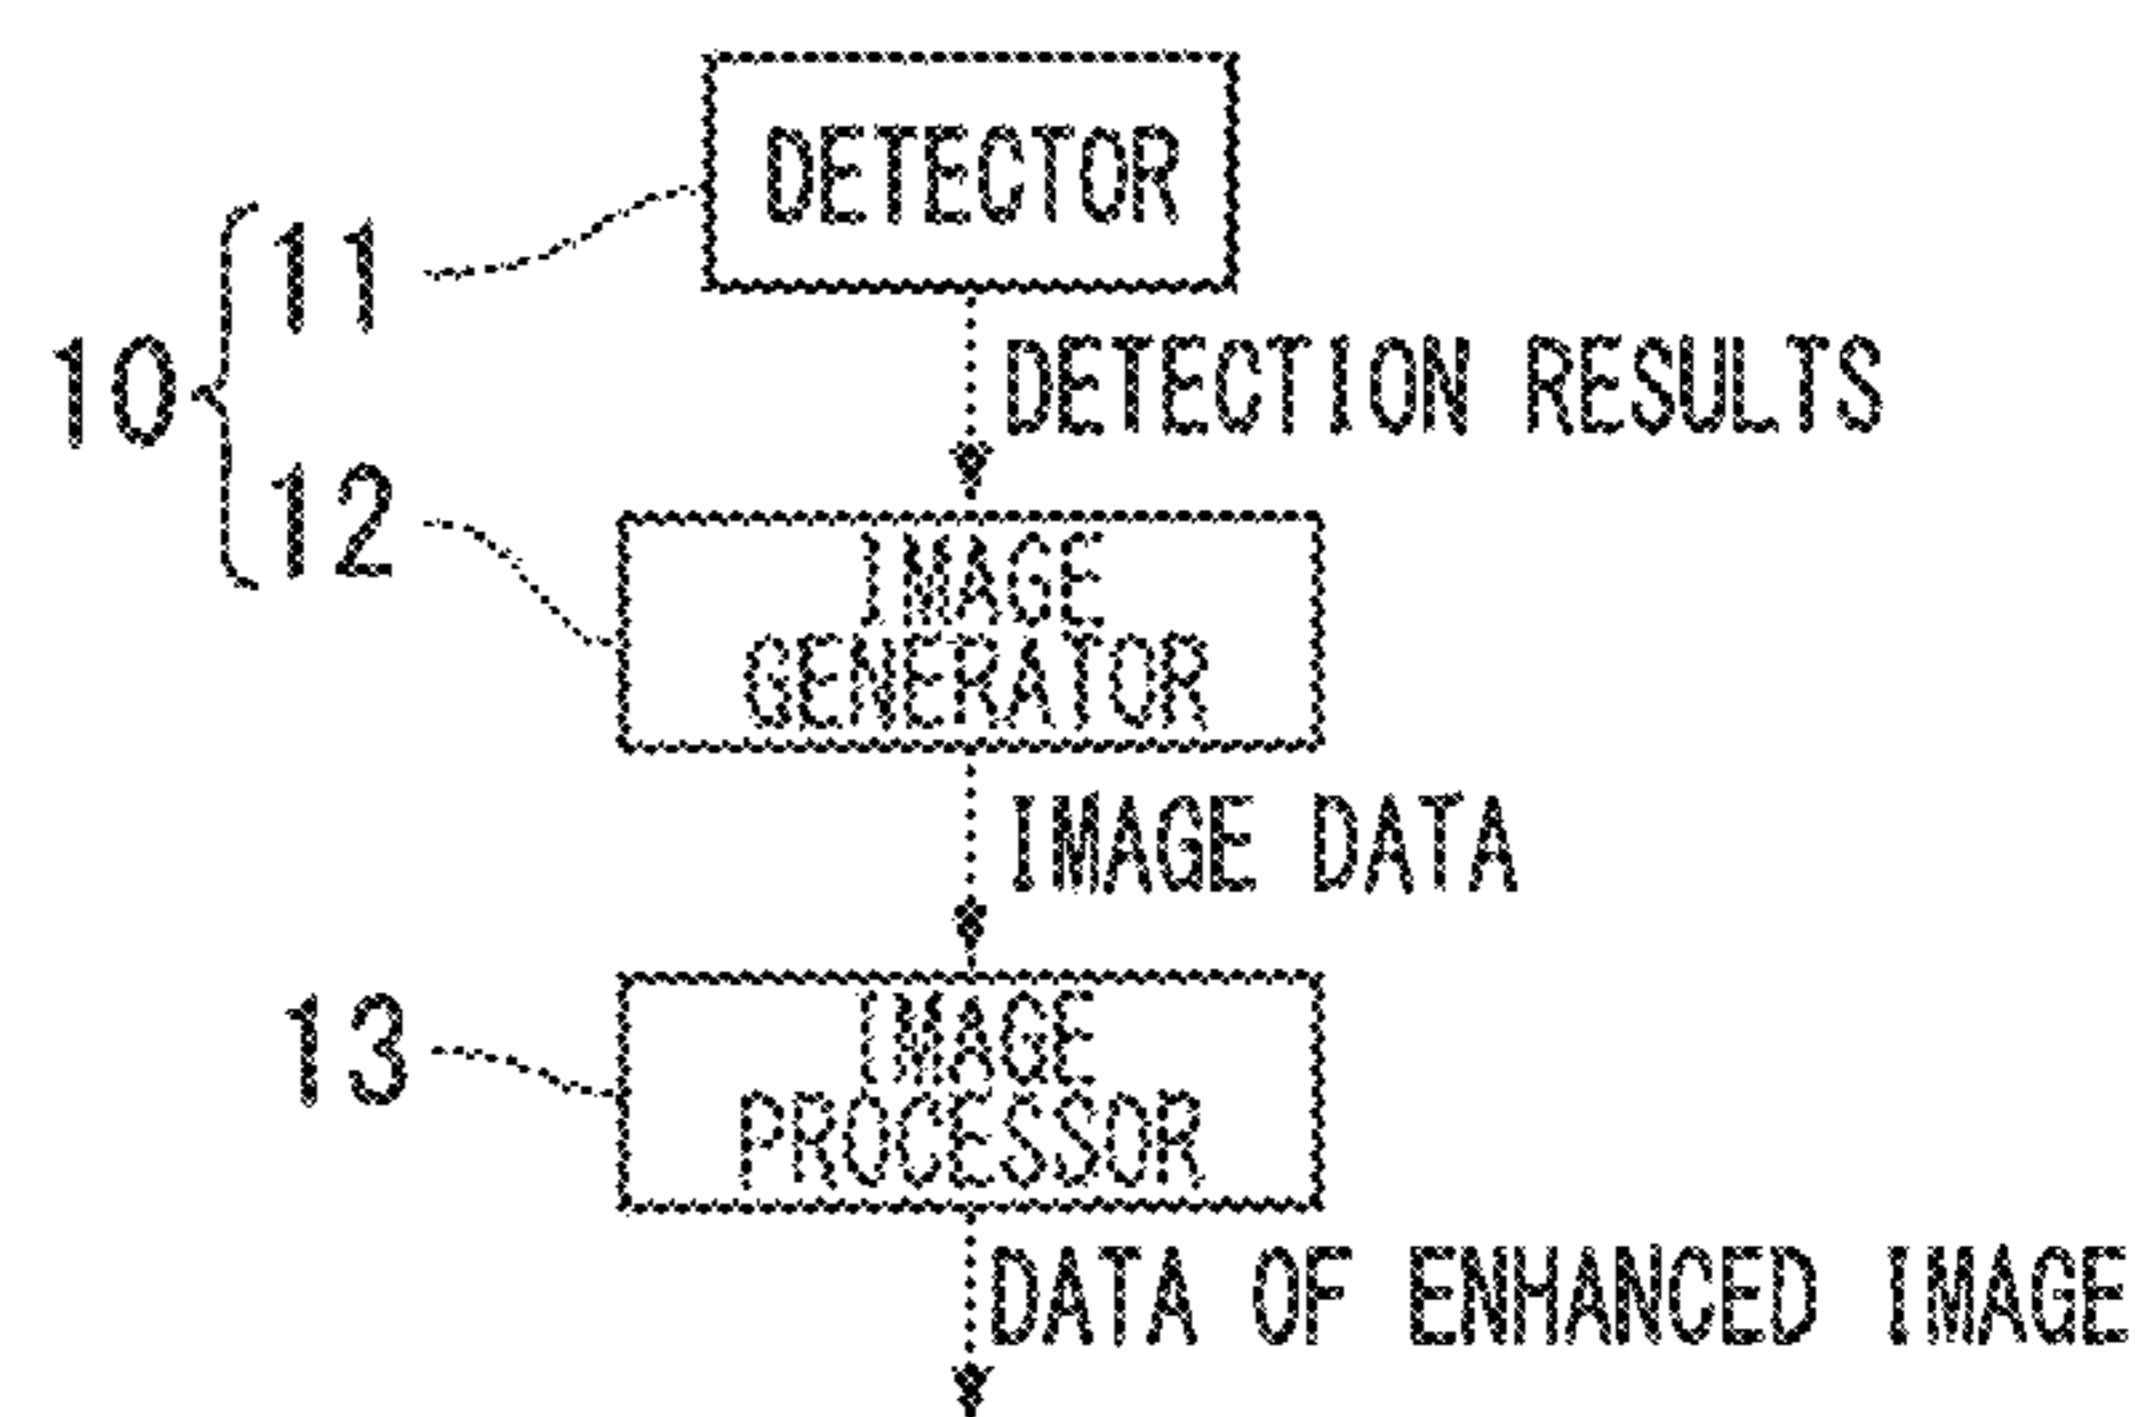 DETECTOR
11
10
DETECTION RESULTS
12
IMAGE
GENERATOR
IMAGE DATA
13
IMAGE
PROCESSOR
DATA OF ENHANCED IMAGE